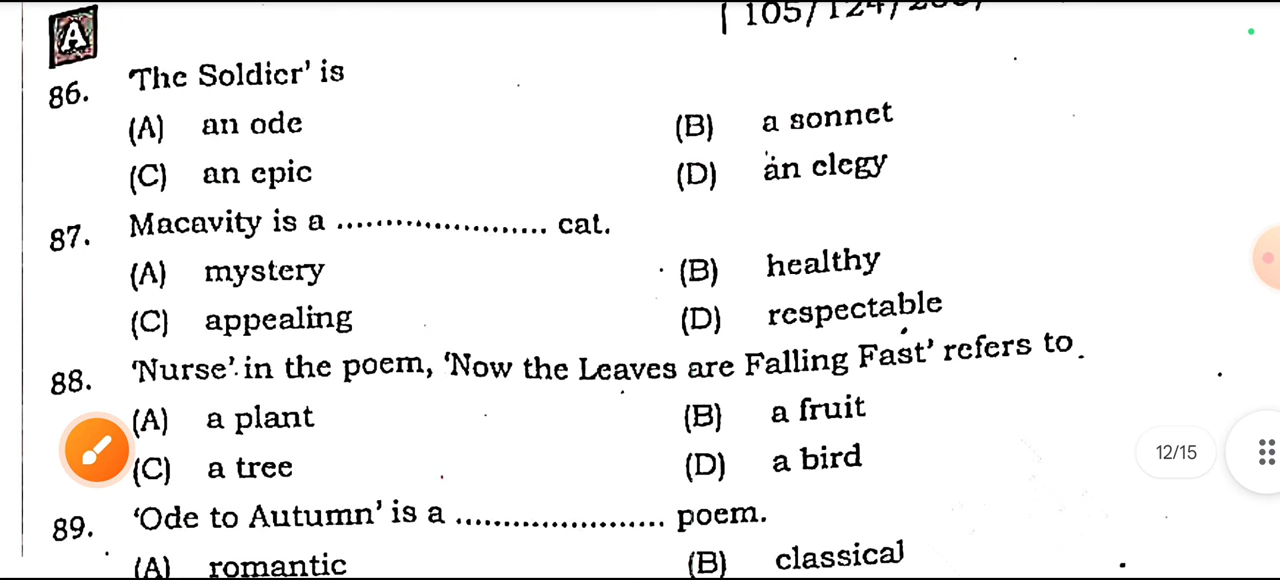 A
86. 'The Soldier' is
(A) an ode (B) a sonnet
(C) an epic (D) an elegy
87. Macavity is a ........................ cat.
(A) mystery (B) healthy
(C) appealing (D) respectable
88. 'Nurse' in the poem, 'Now the Leaves are Falling Fast' refers to
(A) a plant (B) a fruit
(C) a tree (D) a bird
12/15
89. 'Ode to Autumn' is a ........................ poem.
(A) romantic (B) classical